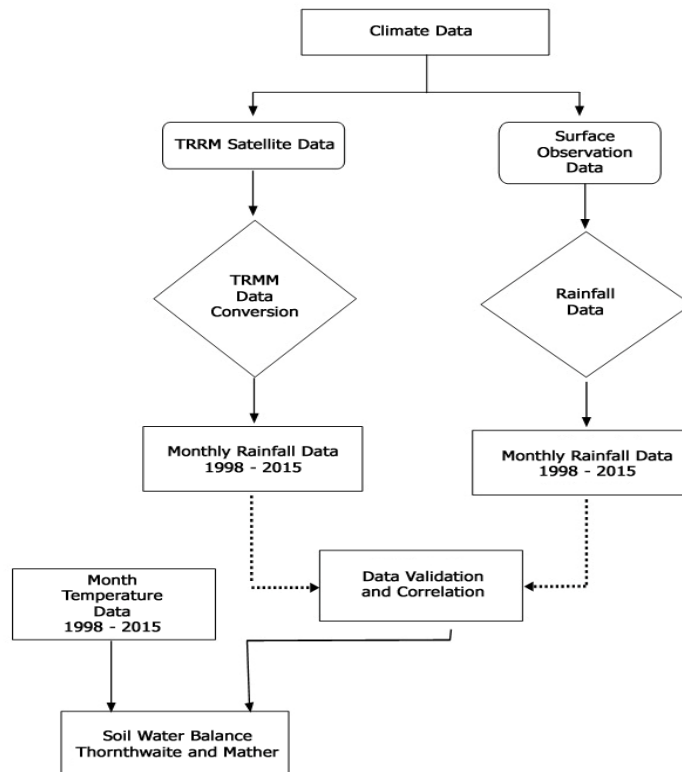 Climate Data
TRRM Satellite Data
Surface
Observation
Data
TRMM
Data
Conversion
Rainfall
Data
Monthly Rainfall Data
1998 - 2015
Monthly Rainfall Data
1998 - 2015
Month
Temperature
Data
1998 - 2015
Data Validation
and Correlation
Soil Water Balance
Thornthwaite and Mather